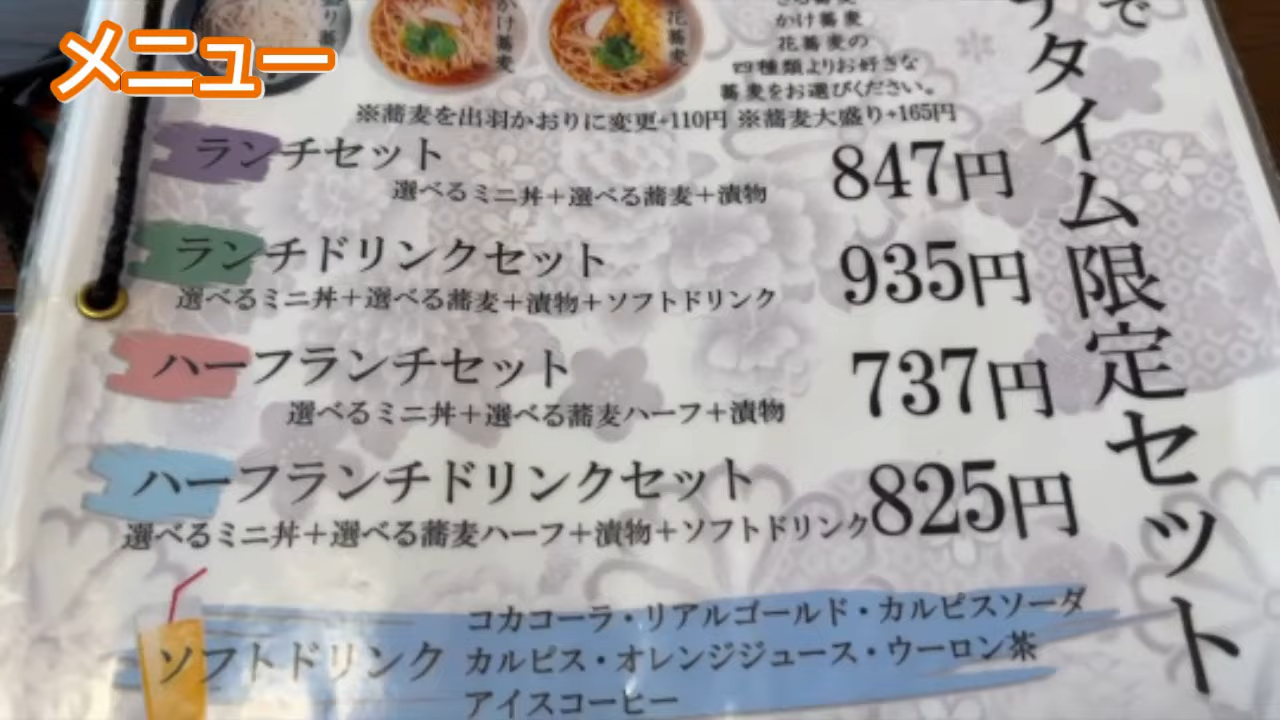 メニュー
かけ蕎麦
花蕎麦
かけ蕎麦
花蕎麦の
四種類よりお好きな
蕎麦をお選びください。
※蕎麦を出羽かおりに変更+110円 ※蕎麦大盛り+165円
タイム限定セット
ランチセット
847円
選べるミニ丼＋選べる蕎麦＋漬物
ランチドリンクセット
935円
選べるミニ丼＋選べる蕎麦＋漬物＋ソフトドリンク
ハーフランチセット
737円
選べるミニ丼＋選べる蕎麦ハーフ＋漬物
ハーフランチドリンクセット
825円
選べるミニ丼＋選べる蕎麦ハーフ＋漬物＋ソフトドリンク
ソフトドリンク
コカコーラ・リアルゴールド・カルピスソーダ
カルピス・オレンジジュース・ウーロン茶
アイスコーヒー